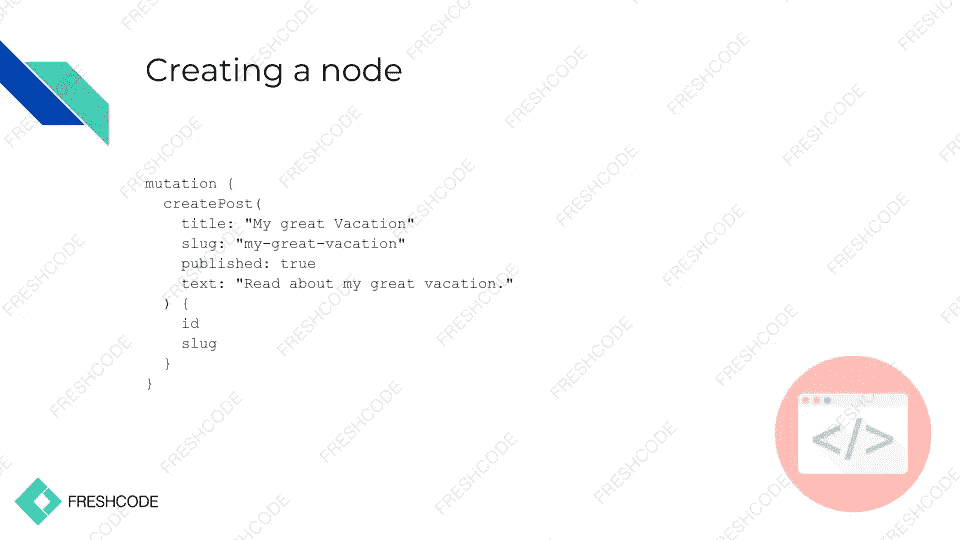 Creating a node
mutation {
  createPost(
    title: "My great Vacation"
    slug: "my-great-vacation"
    published: true
    text: "Read about my great vacation."
  ) {
    id
    slug
  }
}
</>
FRESHCODE